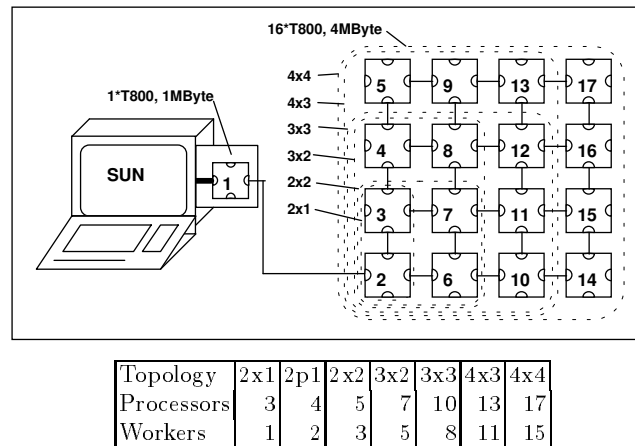 16*T800, 4MByte
1*T800, 1MByte
4x4
4x3
3x3
3x2
2x2
2x1
SUN
1
5 9 13 17
4 8 12 16
3 7 11 15
2 6 10 14
Topology 2x1 2p1 2x2 3x2 3x3 4x3 4x4
Processors 3 4 5 7 10 13 17
Workers 1 2 3 5 8 11 15